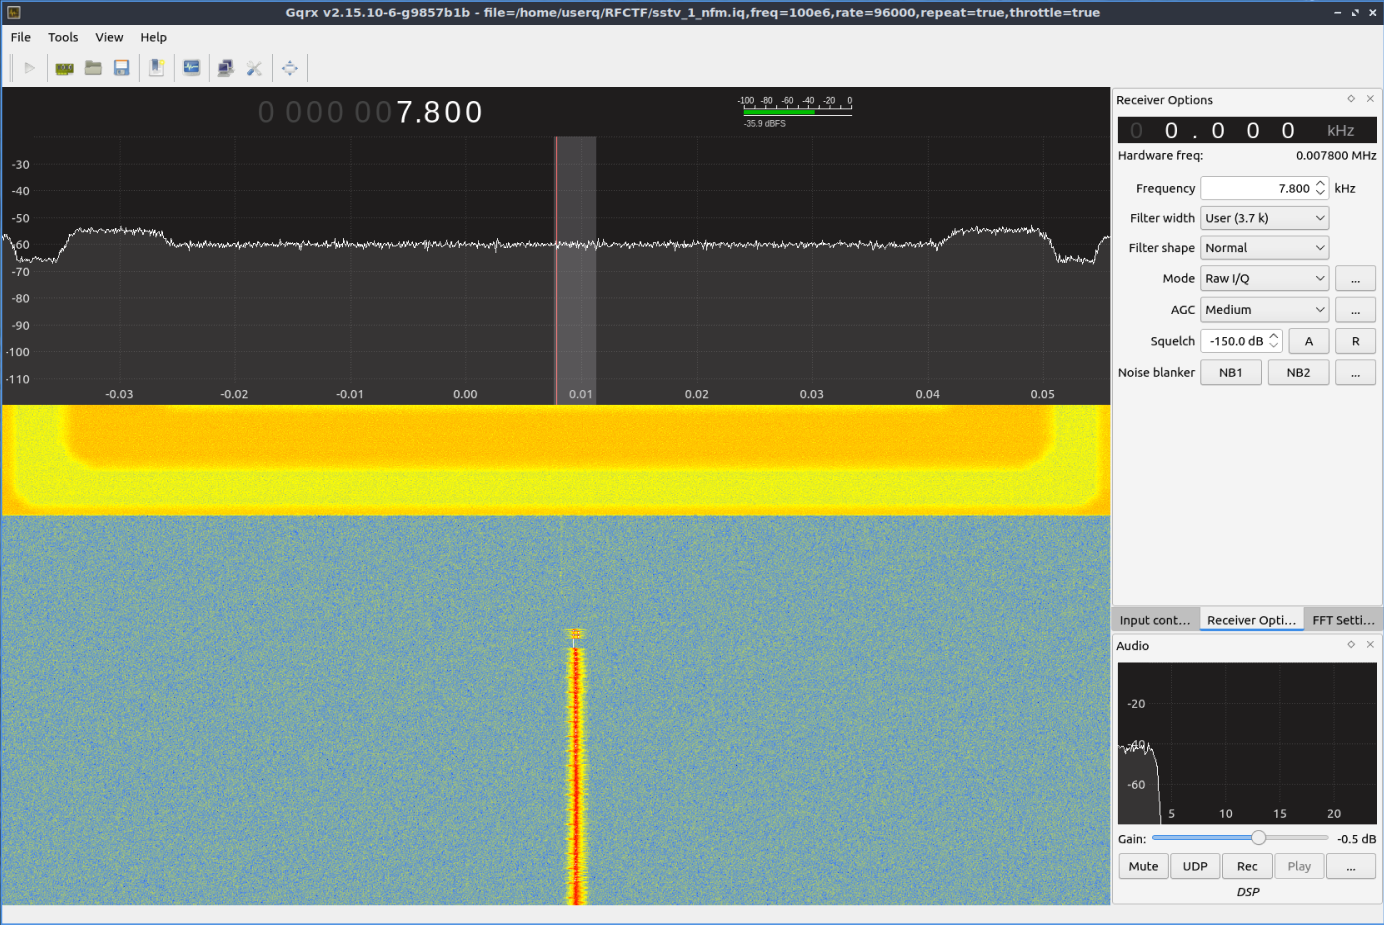 Gqrx v2.15.10-6-g9857b1b - file=/home/userq/RFCTF/sstv_1_nfm.iq,freq=100e6,rate=96000,repeat=true,throttle=true
File Tools View Help
0 000 007.800
-100 -80 -60 -40 -20 0
-35.9 dBFS
-30
-40
-50
-60
-70
-80
-90
-100
-110
-0.03 -0.02 -0.01 0.00 0.01 0.02 0.03 0.04 0.05
Receiver Options
0 0.000 kHz
Hardware freq: 0.007800 MHz
Frequency 7.800 kHz
Filter width User (3.7 k)
Filter shape Normal
Mode Raw I/Q ...
AGC Medium ...
Squelch -150.0 dB A R
Noise blanker NB1 NB2 ...
Input cont... Receiver Opti... FFT Setti...
Audio
-20
-40
-60
5 10 15 20
Gain: -0.5 dB
Mute UDP Rec Play ...
DSP